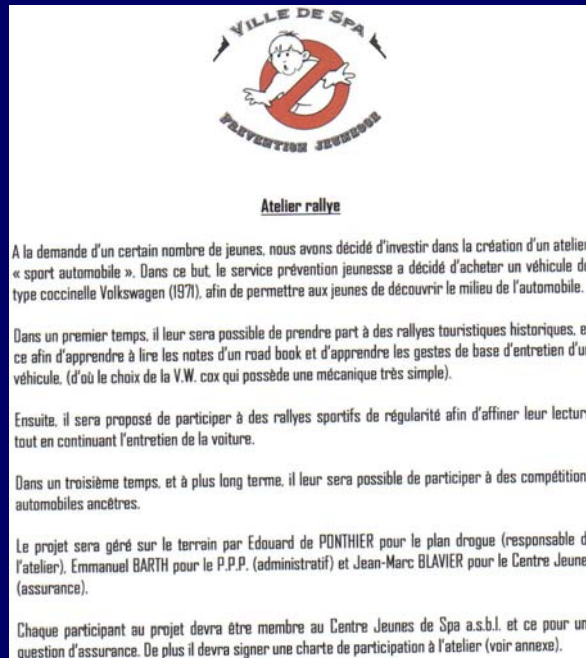 VILLE DE SPA
PREVENTION JEUNESSE
Atelier rallye
A la demande d'un certain nombre de jeunes, nous avons décidé d'investir dans la création d'un atelier
« sport automobile ». Dans ce but, le service prévention jeunesse a décidé d'acheter un véhicule de
type coccinelle Volkswagen (1971), afin de permettre aux jeunes de découvrir le milieu de l'automobile.
Dans un premier temps, il leur sera possible de prendre part à des rallyes touristiques historiques, e
ce afin d'apprendre à lire les notes d'un road book et d'apprendre les gestes de base d'entretien d'u
véhicule, (d'où le choix de la V.W. cox qui possède une mécanique très simple).
Ensuite, il sera proposé de participer à des rallyes sportifs de régularité afin d'affiner leur lectur
tout en continuant l'entretien de la voiture.
Dans un troisième temps, et à plus long terme, il leur sera possible de participer à des compétition
automobiles ancêtres.
Le projet sera géré sur le terrain par Edouard de PONTHIER pour le plan drogue (responsable d
l'atelier), Emmanuel BARTH pour le P.P.P. (administratif) et Jean-Marc BLAVIER pour le Centre Jeune
(assurance).
Chaque participant au projet devra être membre au Centre Jeunes de Spa a.s.b.l. et ce pour un
question d'assurance. De plus il devra signer une charte de participation à l'atelier (voir annexe).